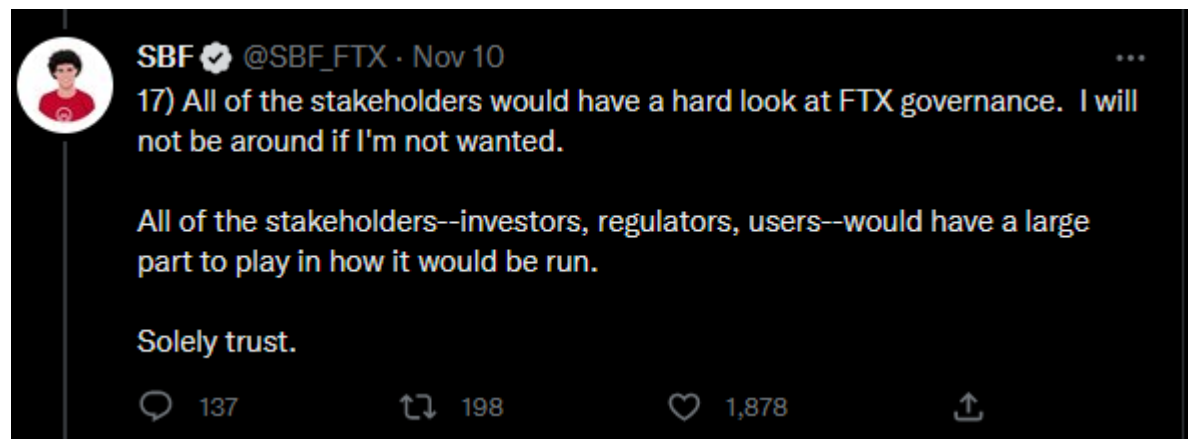 SBF @SBF_FTX · Nov 10
17) All of the stakeholders would have a hard look at FTX governance.  I will
not be around if I'm not wanted.
All of the stakeholders--investors, regulators, users--would have a large
part to play in how it would be run.
Solely trust.
137 198 1,878